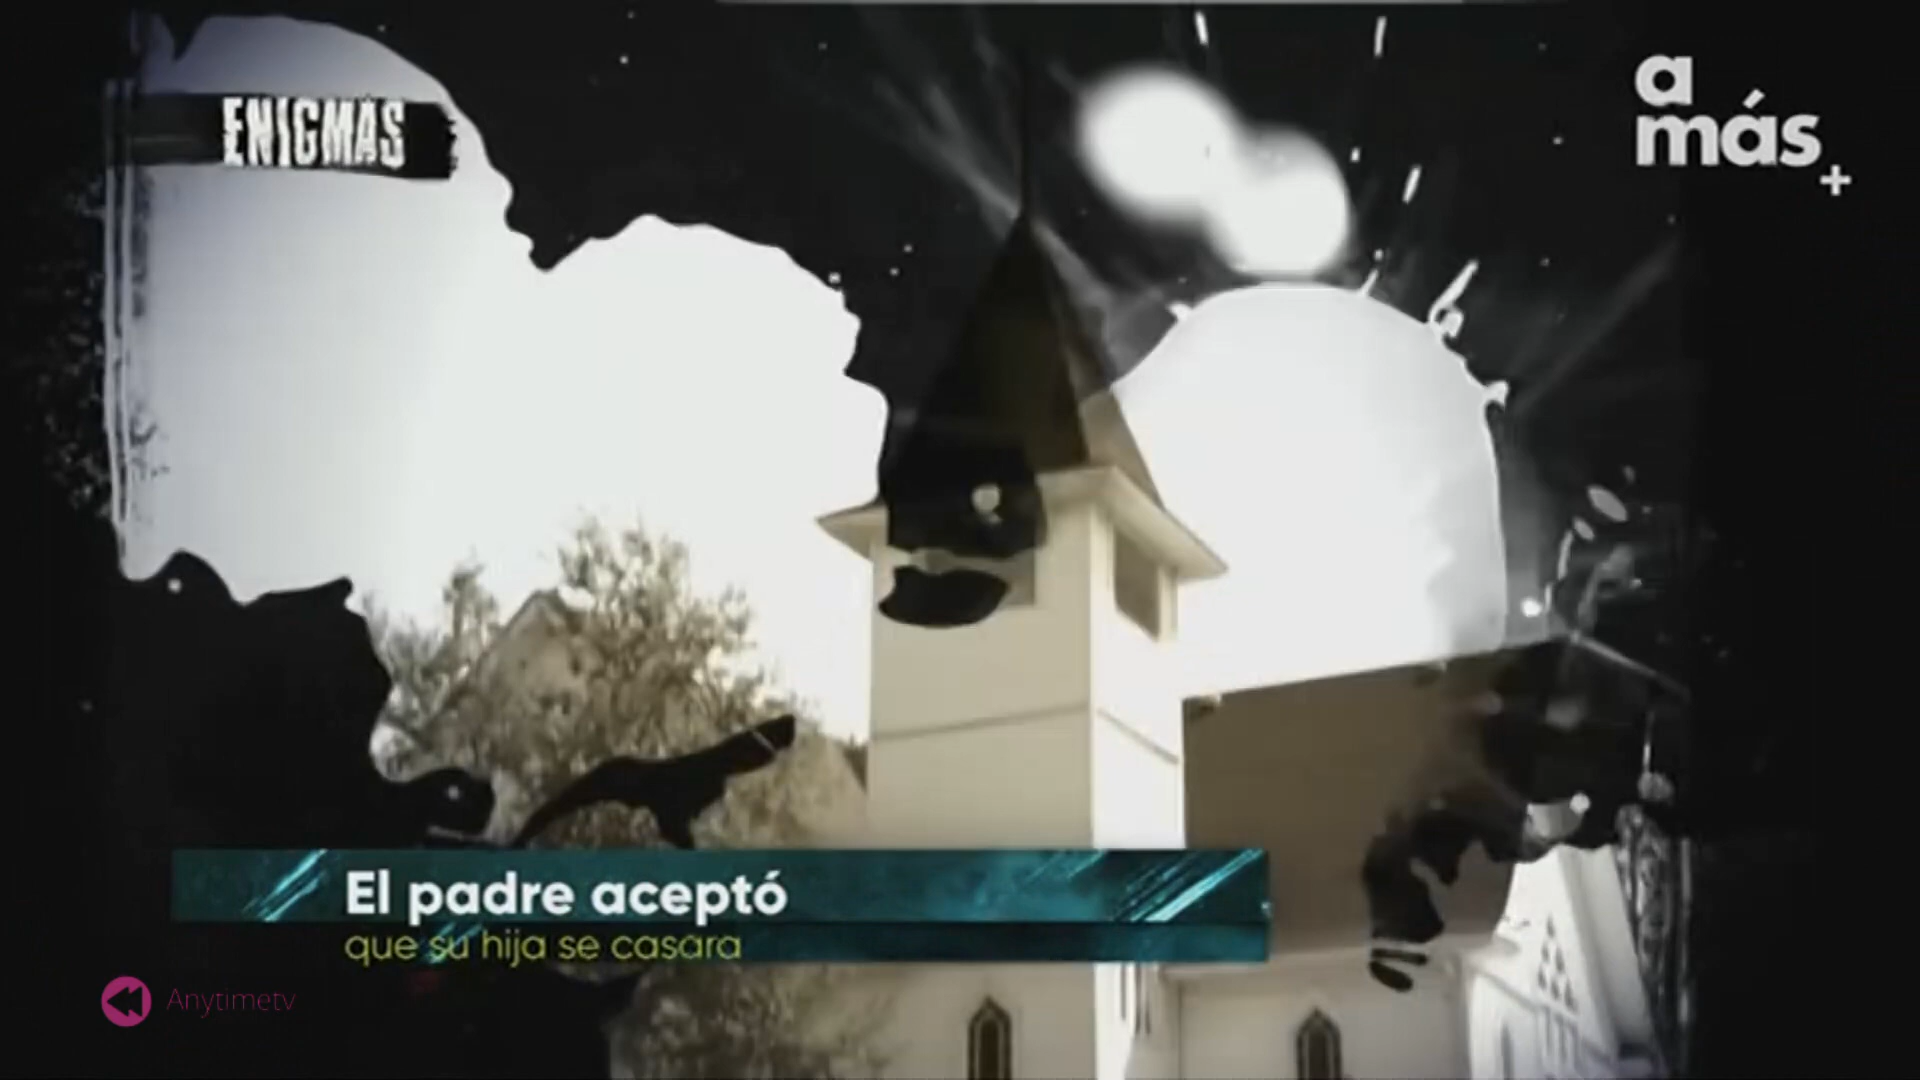 ENIGMAS
a
más
+
El padre aceptó
que su hija se casara
Anytimetv